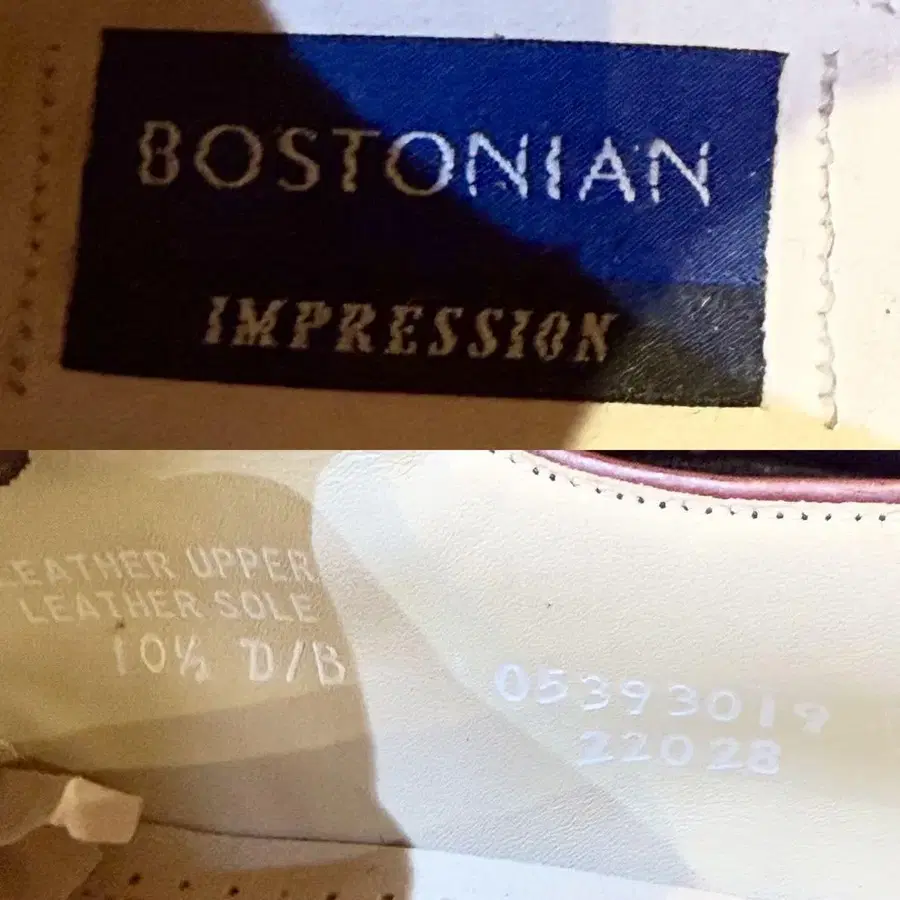 BOSTONIAN
IMPRESSION
LEATHER UPPER
LEATHER SOLE
10½ D/B
05393019
22028